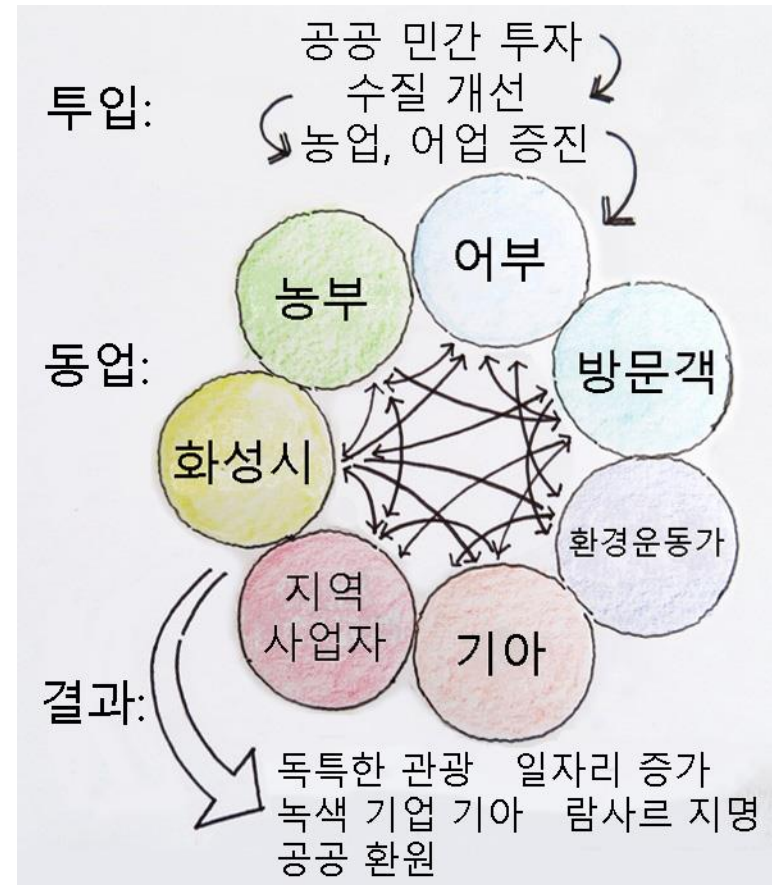 공공 민간 투자
투입:
수질 개선
농업, 어업 증진
어부
농부
동업:
방문객
화성시
환경운동가
지역
사업자
기아
결과:
독특한 관광 일자리 증가
녹색 기업 기아 람사르 지명
공공 환원